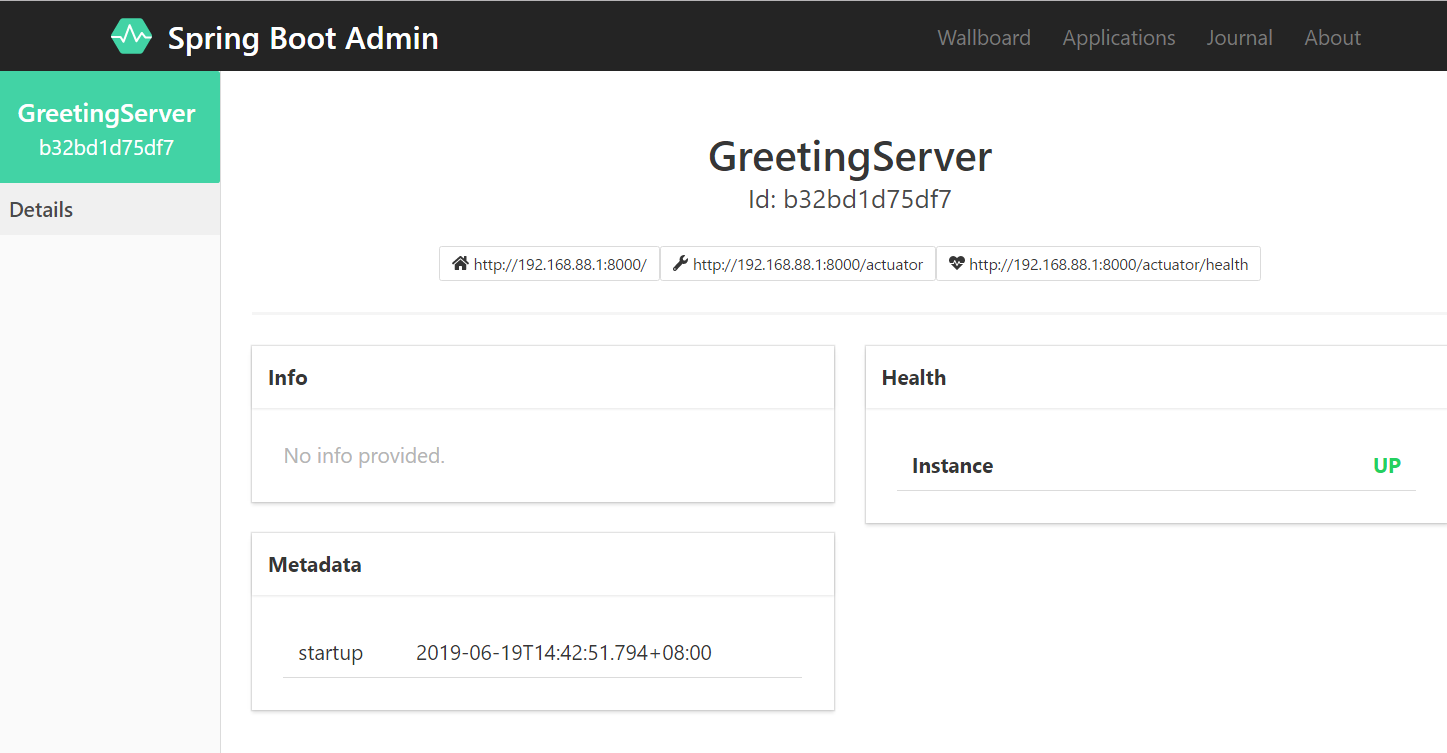 Spring Boot Admin
Wallboard Applications Journal About
GreetingServer
b32bd1d75df7
Details
GreetingServer
Id: b32bd1d75df7
http://192.168.88.1:8000/ http://192.168.88.1:8000/actuator http://192.168.88.1:8000/actuator/health
Info
No info provided.
Health
Instance UP
Metadata
startup 2019-06-19T14:42:51.794+08:00